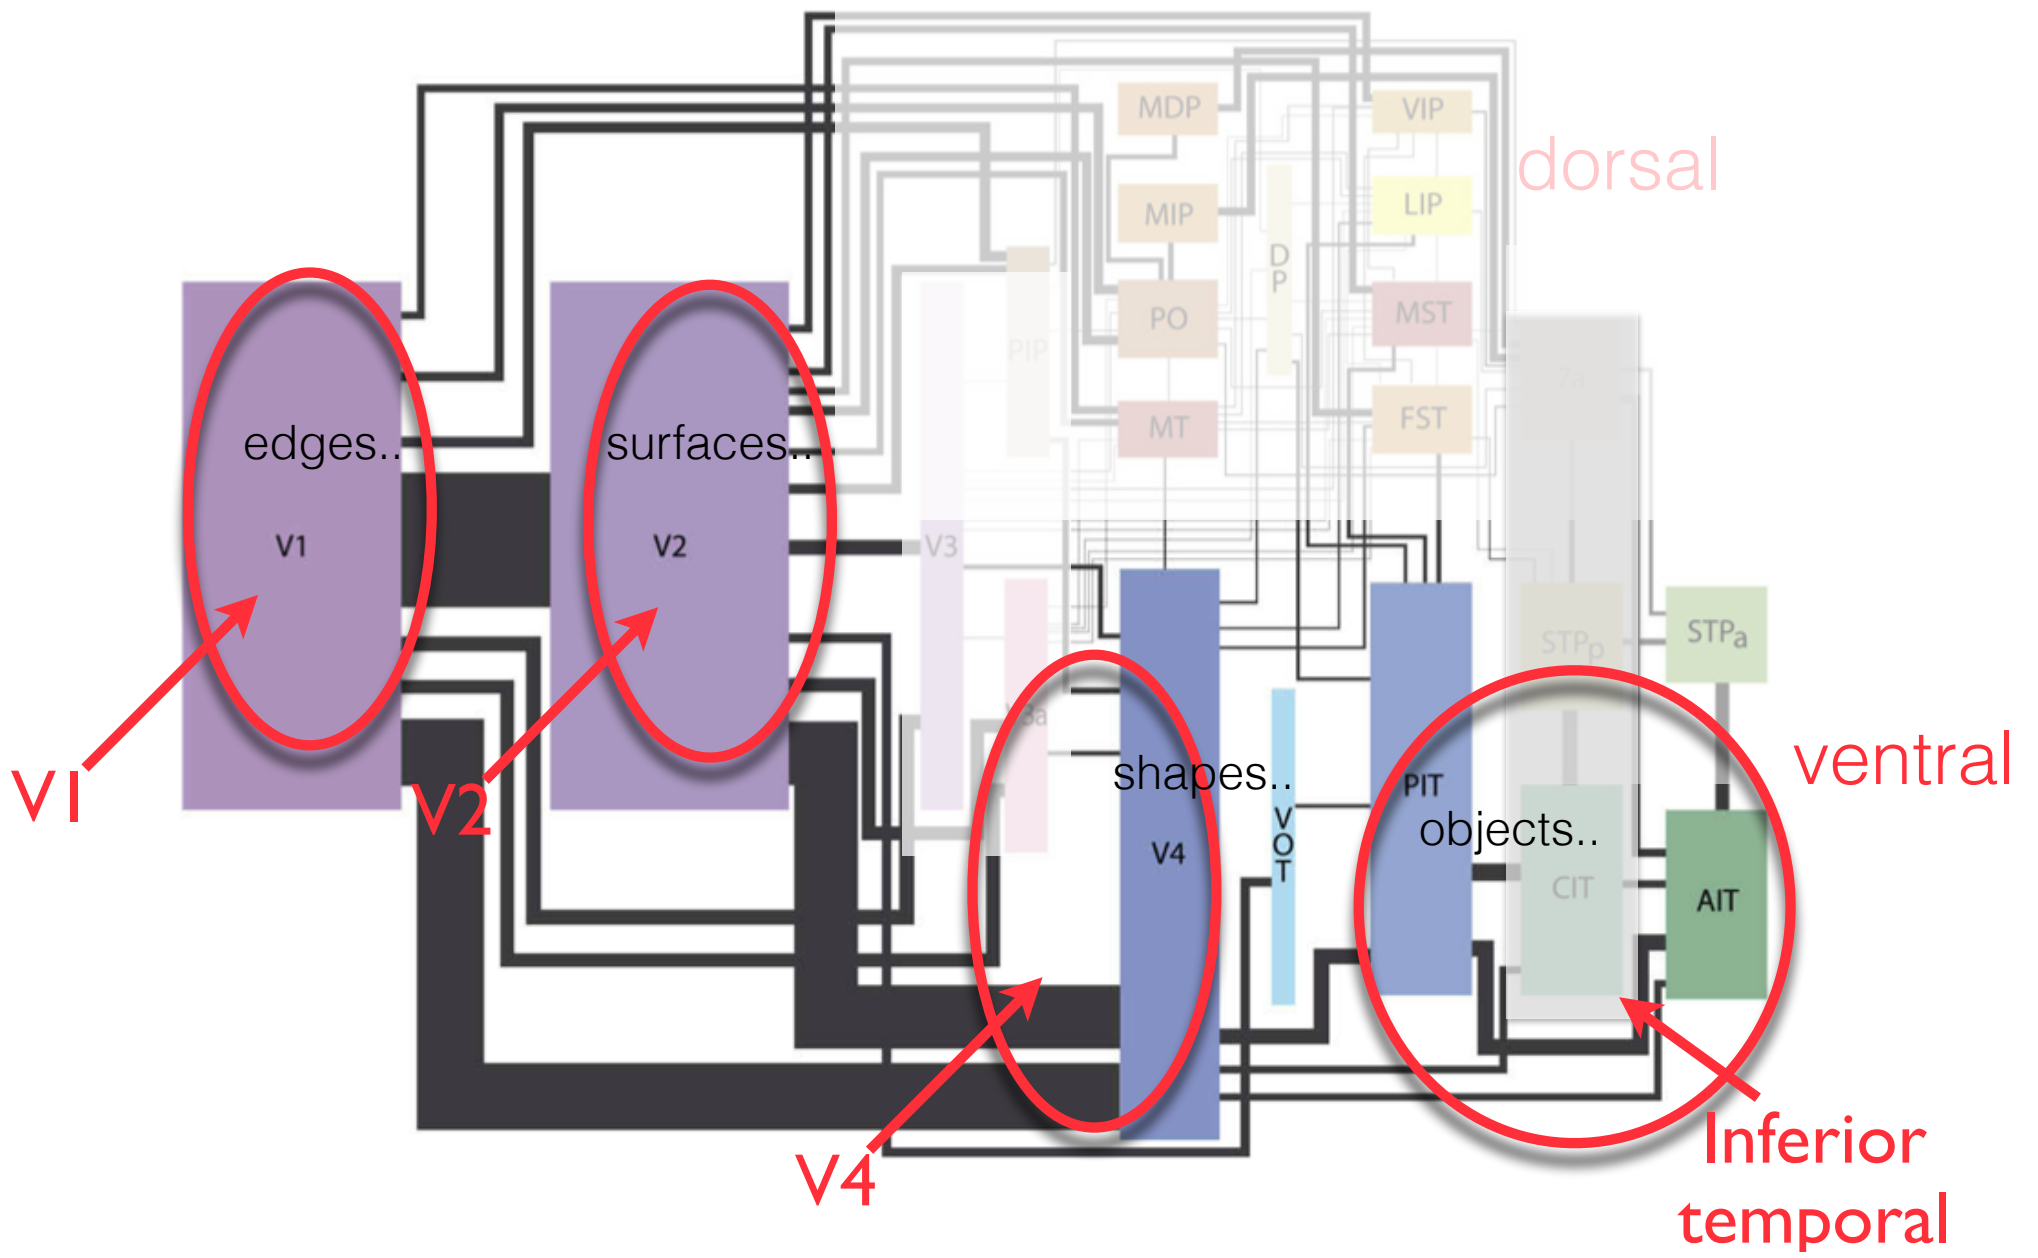 MDP
VIP
dorsal
MIP
LIP
D
P
PO
MST
PIP
7a
MT
FST
edges..
surfaces..
V1
V2
V3
STPp
STPa
V3a
shapes..
ventral
V1
V2
PIT
V
O
T
objects..
V4
CIT
AIT
V4
Inferior
temporal